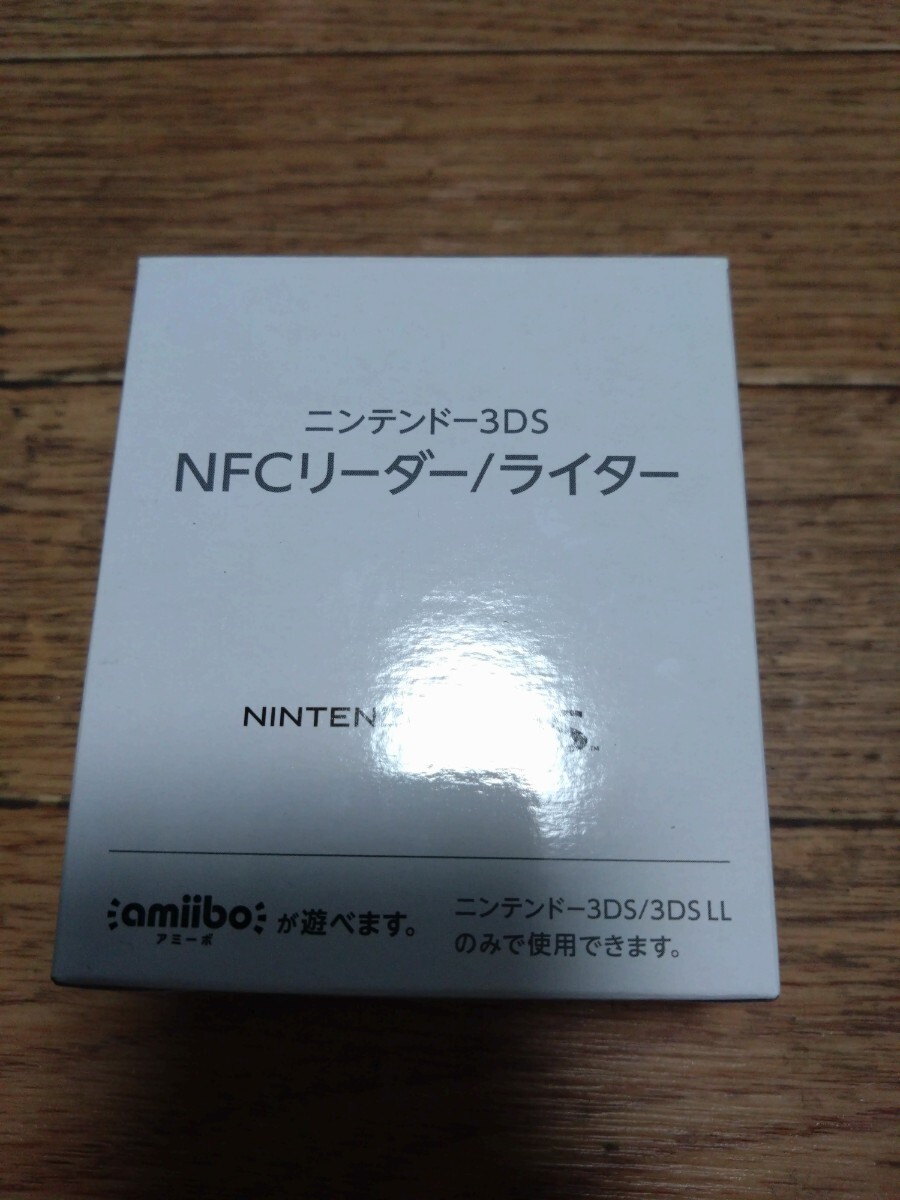 ニンテンドー3DS
NFCリーダー/ライター
NINTEN
amiibo
アミーボ
が遊べます。
ニンテンドー3DS/3DS LL
のみで使用できます。